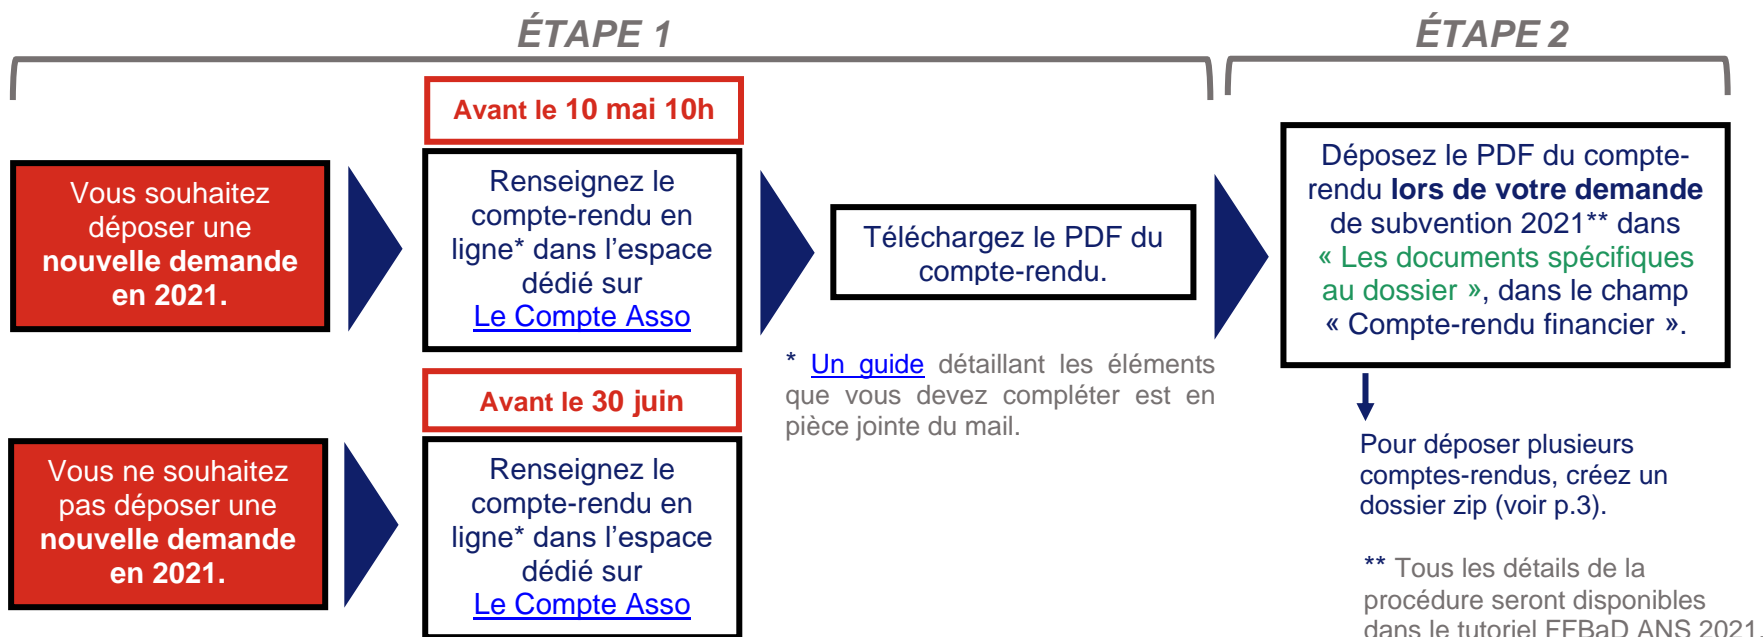 ÉTAPE 1
ÉTAPE 2
Vous souhaitez
déposer une
nouvelle demande
en 2021.
Avant le 10 mai 10h
Renseignez le
compte-rendu en
ligne* dans l'espace
dédié sur
Le Compte Asso
Téléchargez le PDF du
compte-rendu.
* Un guide détaillant les éléments
que vous devez compléter est en
pièce jointe du mail.
Déposez le PDF du compte-
rendu lors de votre demande
de subvention 2021** dans
« Les documents spécifiques
au dossier », dans le champ
« Compte-rendu financier ».
Pour déposer plusieurs
comptes-rendus, créez un
dossier zip (voir p.3).
** Tous les détails de la
procédure seront disponibles
dans le tutoriel FFBaD ANS 2021.
Vous ne souhaitez
pas déposer une
nouvelle demande
en 2021.
Avant le 30 juin
Renseignez le
compte-rendu en
ligne* dans l'espace
dédié sur
Le Compte Asso